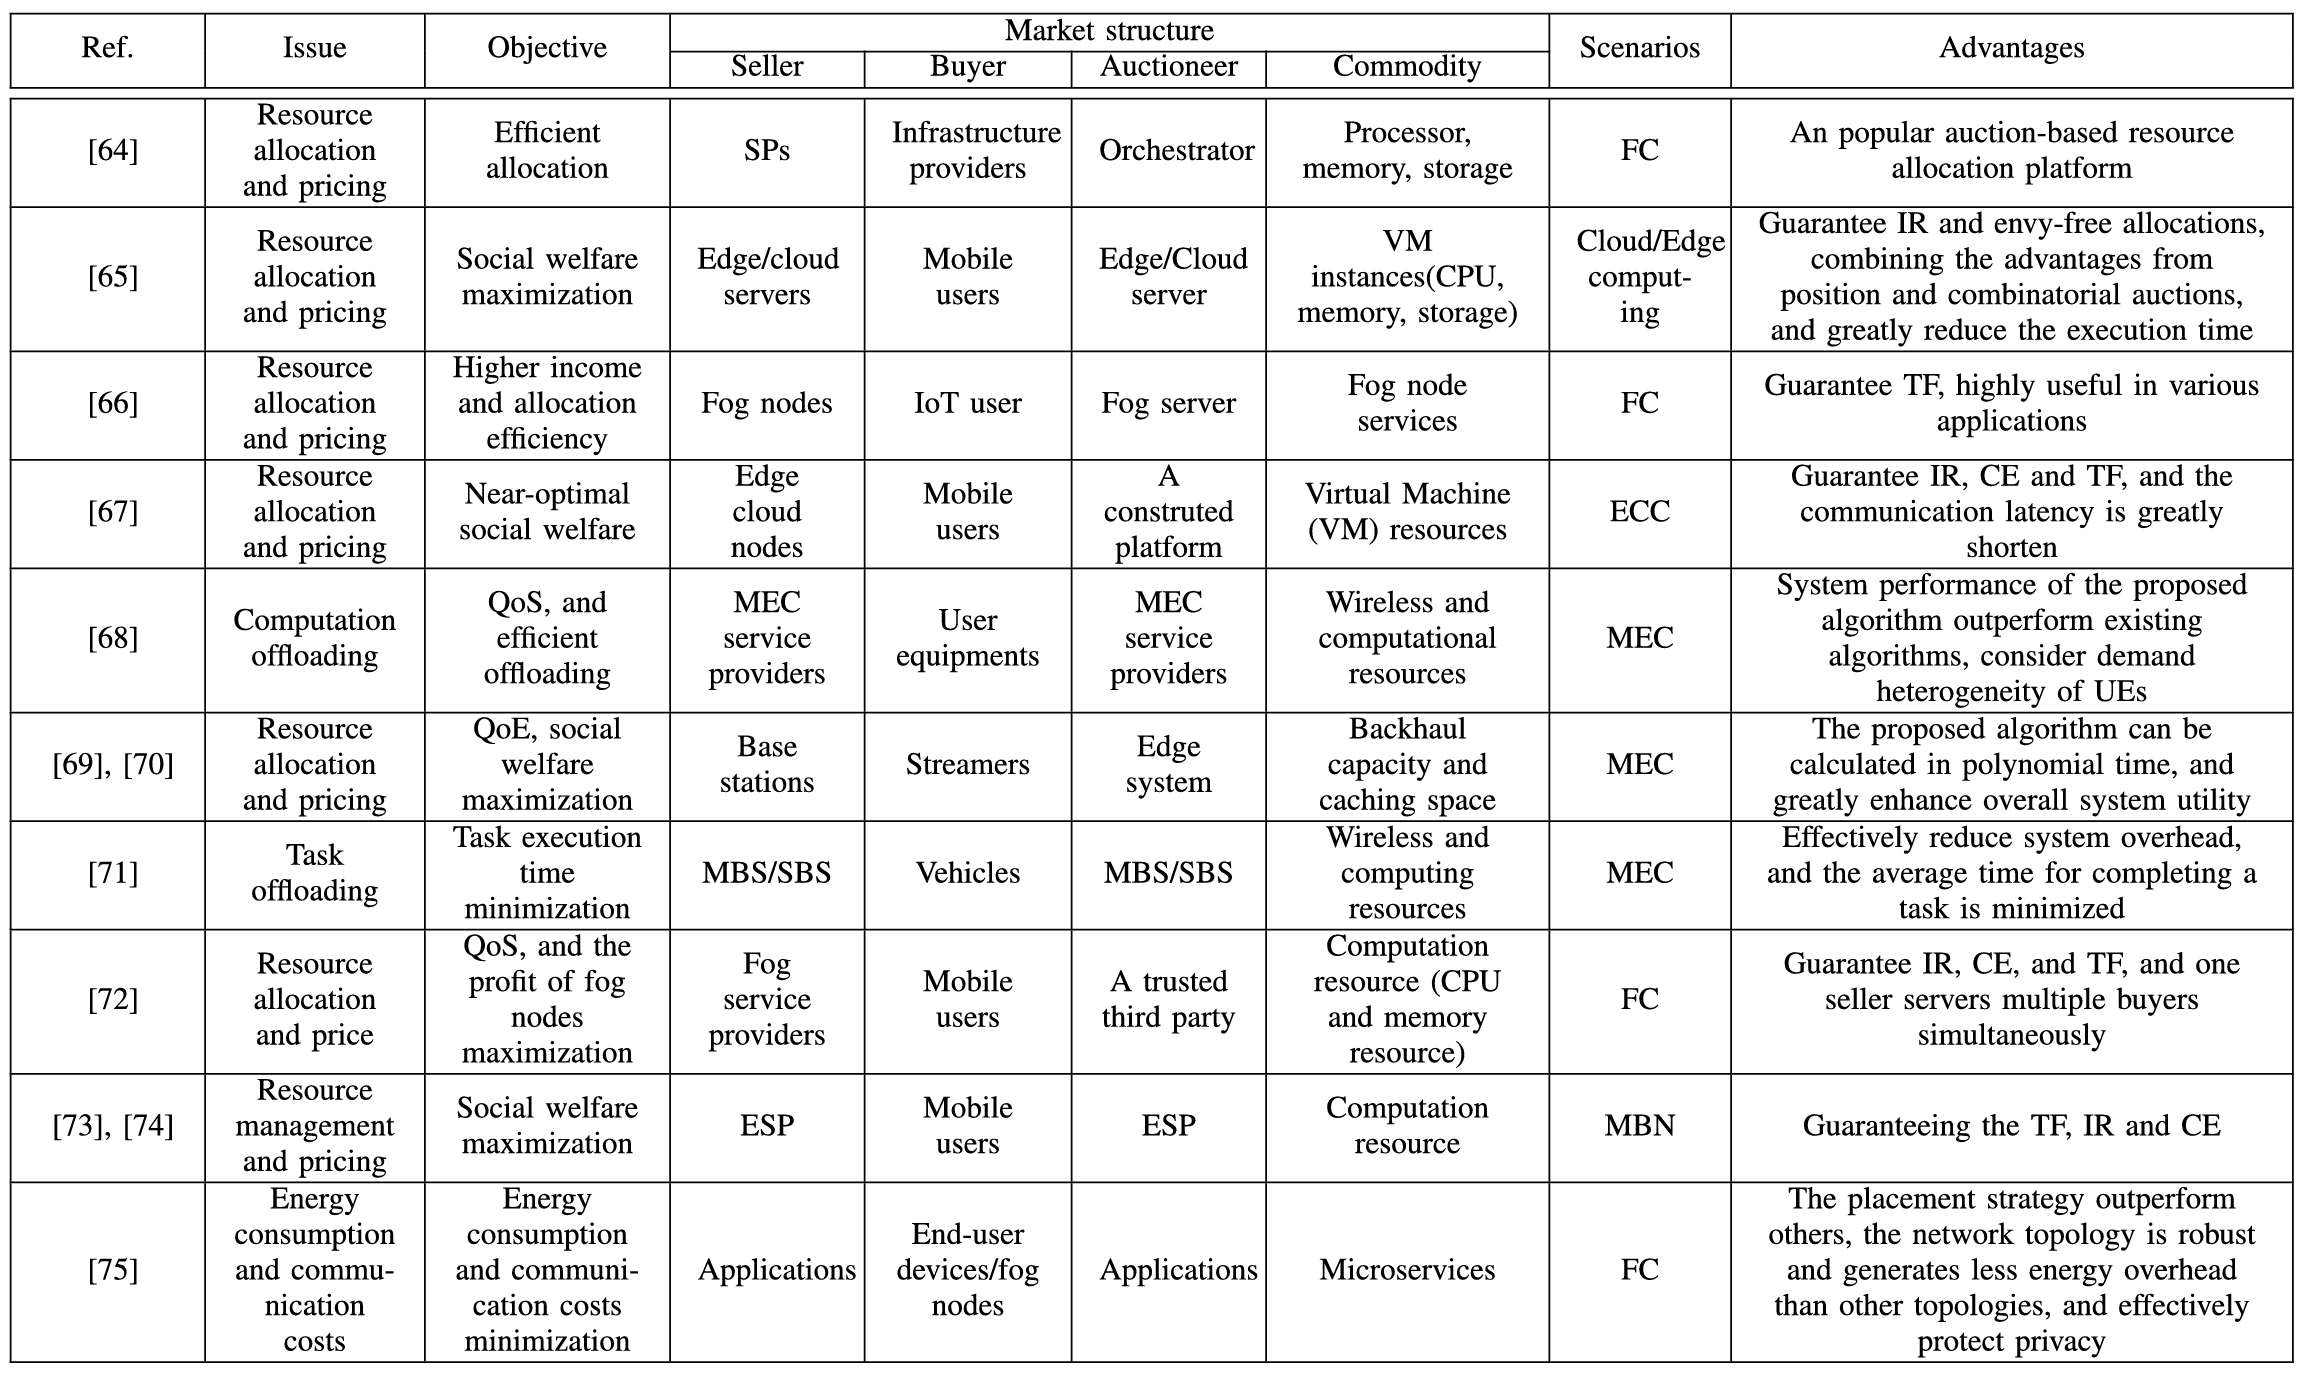 Ref.
Issue
Objective
Market structure
Seller
Buyer
Auctioneer
Commodity
Scenarios
Advantages
[64]
Resource
allocation
and pricing
Efficient
allocation
SPs
Infrastructure
providers
Orchestrator
Processor,
memory, storage
FC
An popular auction-based resource
allocation platform
[65]
Resource
allocation
and pricing
Social welfare
maximization
Edge/cloud
servers
Mobile
users
Edge/Cloud
server
VM
instances(CPU,
memory, storage)
Cloud/Edge
comput-
ing
Guarantee IR and envy-free allocations,
combining the advantages from
position and combinatorial auctions,
and greatly reduce the execution time
[66]
Resource
allocation
and pricing
Higher income
and allocation
efficiency
Fog nodes
IoT user
Fog server
Fog node
services
FC
Guarantee TF, highly useful in various
applications
[67]
Resource
allocation
and pricing
Near-optimal
social welfare
Edge
cloud
nodes
Mobile
users
A
construted
platform
Virtual Machine
(VM) resources
ECC
Guarantee IR, CE and TF, and the
communication latency is greatly
shorten
[68]
Computation
offloading
QoS, and
efficient
offloading
MEC
service
providers
User
equipments
MEC
service
providers
Wireless and
computational
resources
MEC
System performance of the proposed
algorithm outperform existing
algorithms, consider demand
heterogeneity of UEs
[69], [70]
Resource
allocation
and pricing
QoE, social
welfare
maximization
Base
stations
Streamers
Edge
system
Backhaul
capacity and
caching space
MEC
The proposed algorithm can be
calculated in polynomial time, and
greatly enhance overall system utility
[71]
Task
offloading
Task execution
time
minimization
MBS/SBS
Vehicles
MBS/SBS
Wireless and
computing
resources
MEC
Effectively reduce system overhead,
and the average time for completing a
task is minimized
[72]
Resource
allocation
and price
QoS, and the
profit of fog
nodes
maximization
Fog
service
providers
Mobile
users
A trusted
third party
Computation
resource (CPU
and memory
resource)
FC
Guarantee IR, CE, and TF, and one
seller servers multiple buyers
simultaneously
[73], [74]
Resource
management
and pricing
Social welfare
maximization
ESP
Mobile
users
ESP
Computation
resource
MBN
Guaranteeing the TF, IR and CE
[75]
Energy
consumption
and commu-
nication
costs
Energy
consumption
and communi-
cation costs
minimization
Applications
End-user
devices/fog
nodes
Applications
Microservices
FC
The placement strategy outperform
others, the network topology is robust
and generates less energy overhead
than other topologies, and effectively
protect privacy